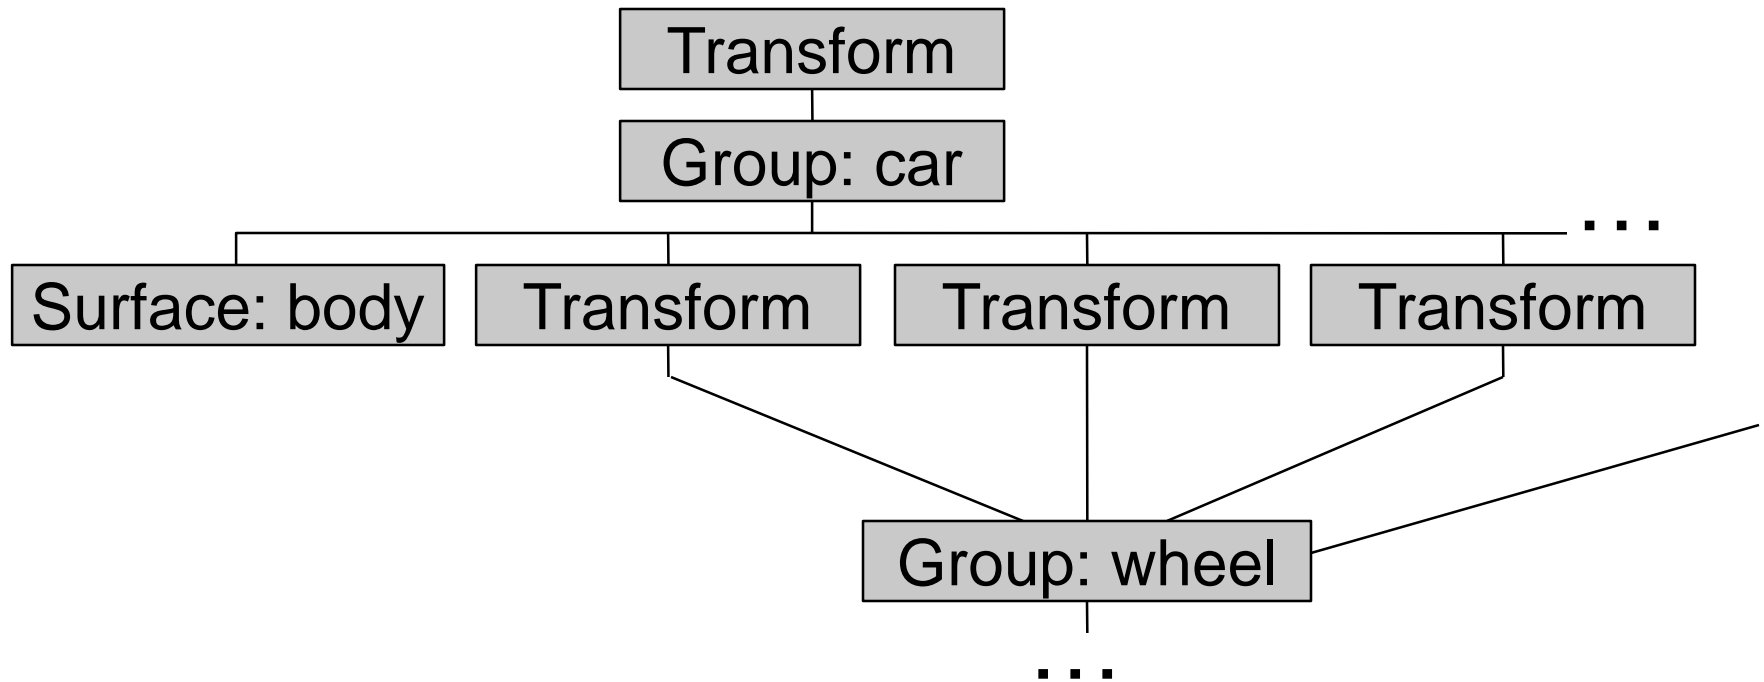 Transform
Group: car
...
Surface: body
Transform
Transform
Transform
Group: wheel
...